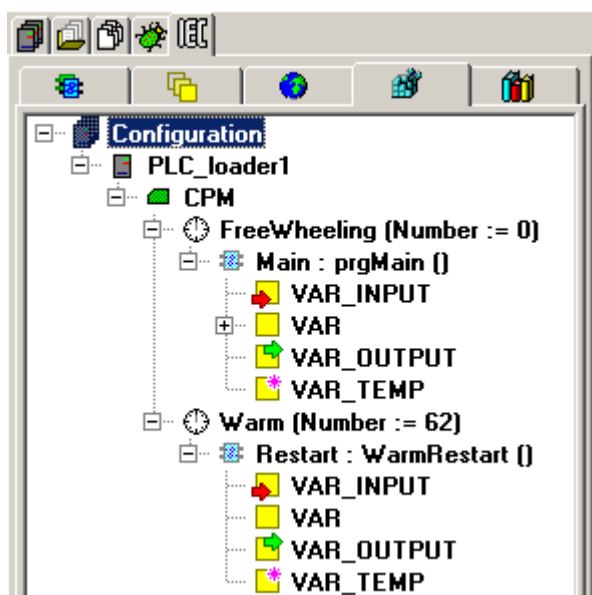 IEC
Configuration
PLC_loader1
CPM
FreeWheeling (Number := 0)
Main : prgMain ()
VAR_INPUT
VAR
VAR_OUTPUT
VAR_TEMP
Warm (Number := 62)
Restart : WarmRestart ()
VAR_INPUT
VAR
VAR_OUTPUT
VAR_TEMP